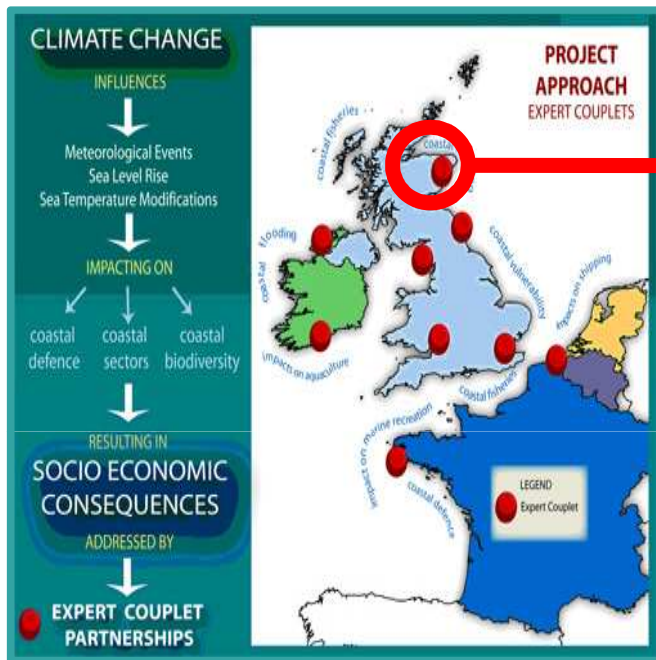 CLIMATE CHANGE
INFLUENCES
Meteorological Events
Sea Level Rise
Sea Temperature Modifications
IMPACTING ON
coastal defence
coastal sectors
coastal biodiversity
RESULTING IN
SOCIO ECONOMIC
CONSEQUENCES
ADDRESSED BY
EXPERT COUPLET
PARTNERSHIPS
PROJECT
APPROACH
EXPERT COUPLETS
coastal fisheries
coastal
coastal flooding
coastal vulnerability
impacts on shipping
impacts on aquaculture
coastal fisheries
impacts on marine recreation
coastal defence
LEGEND
Expert Couplet